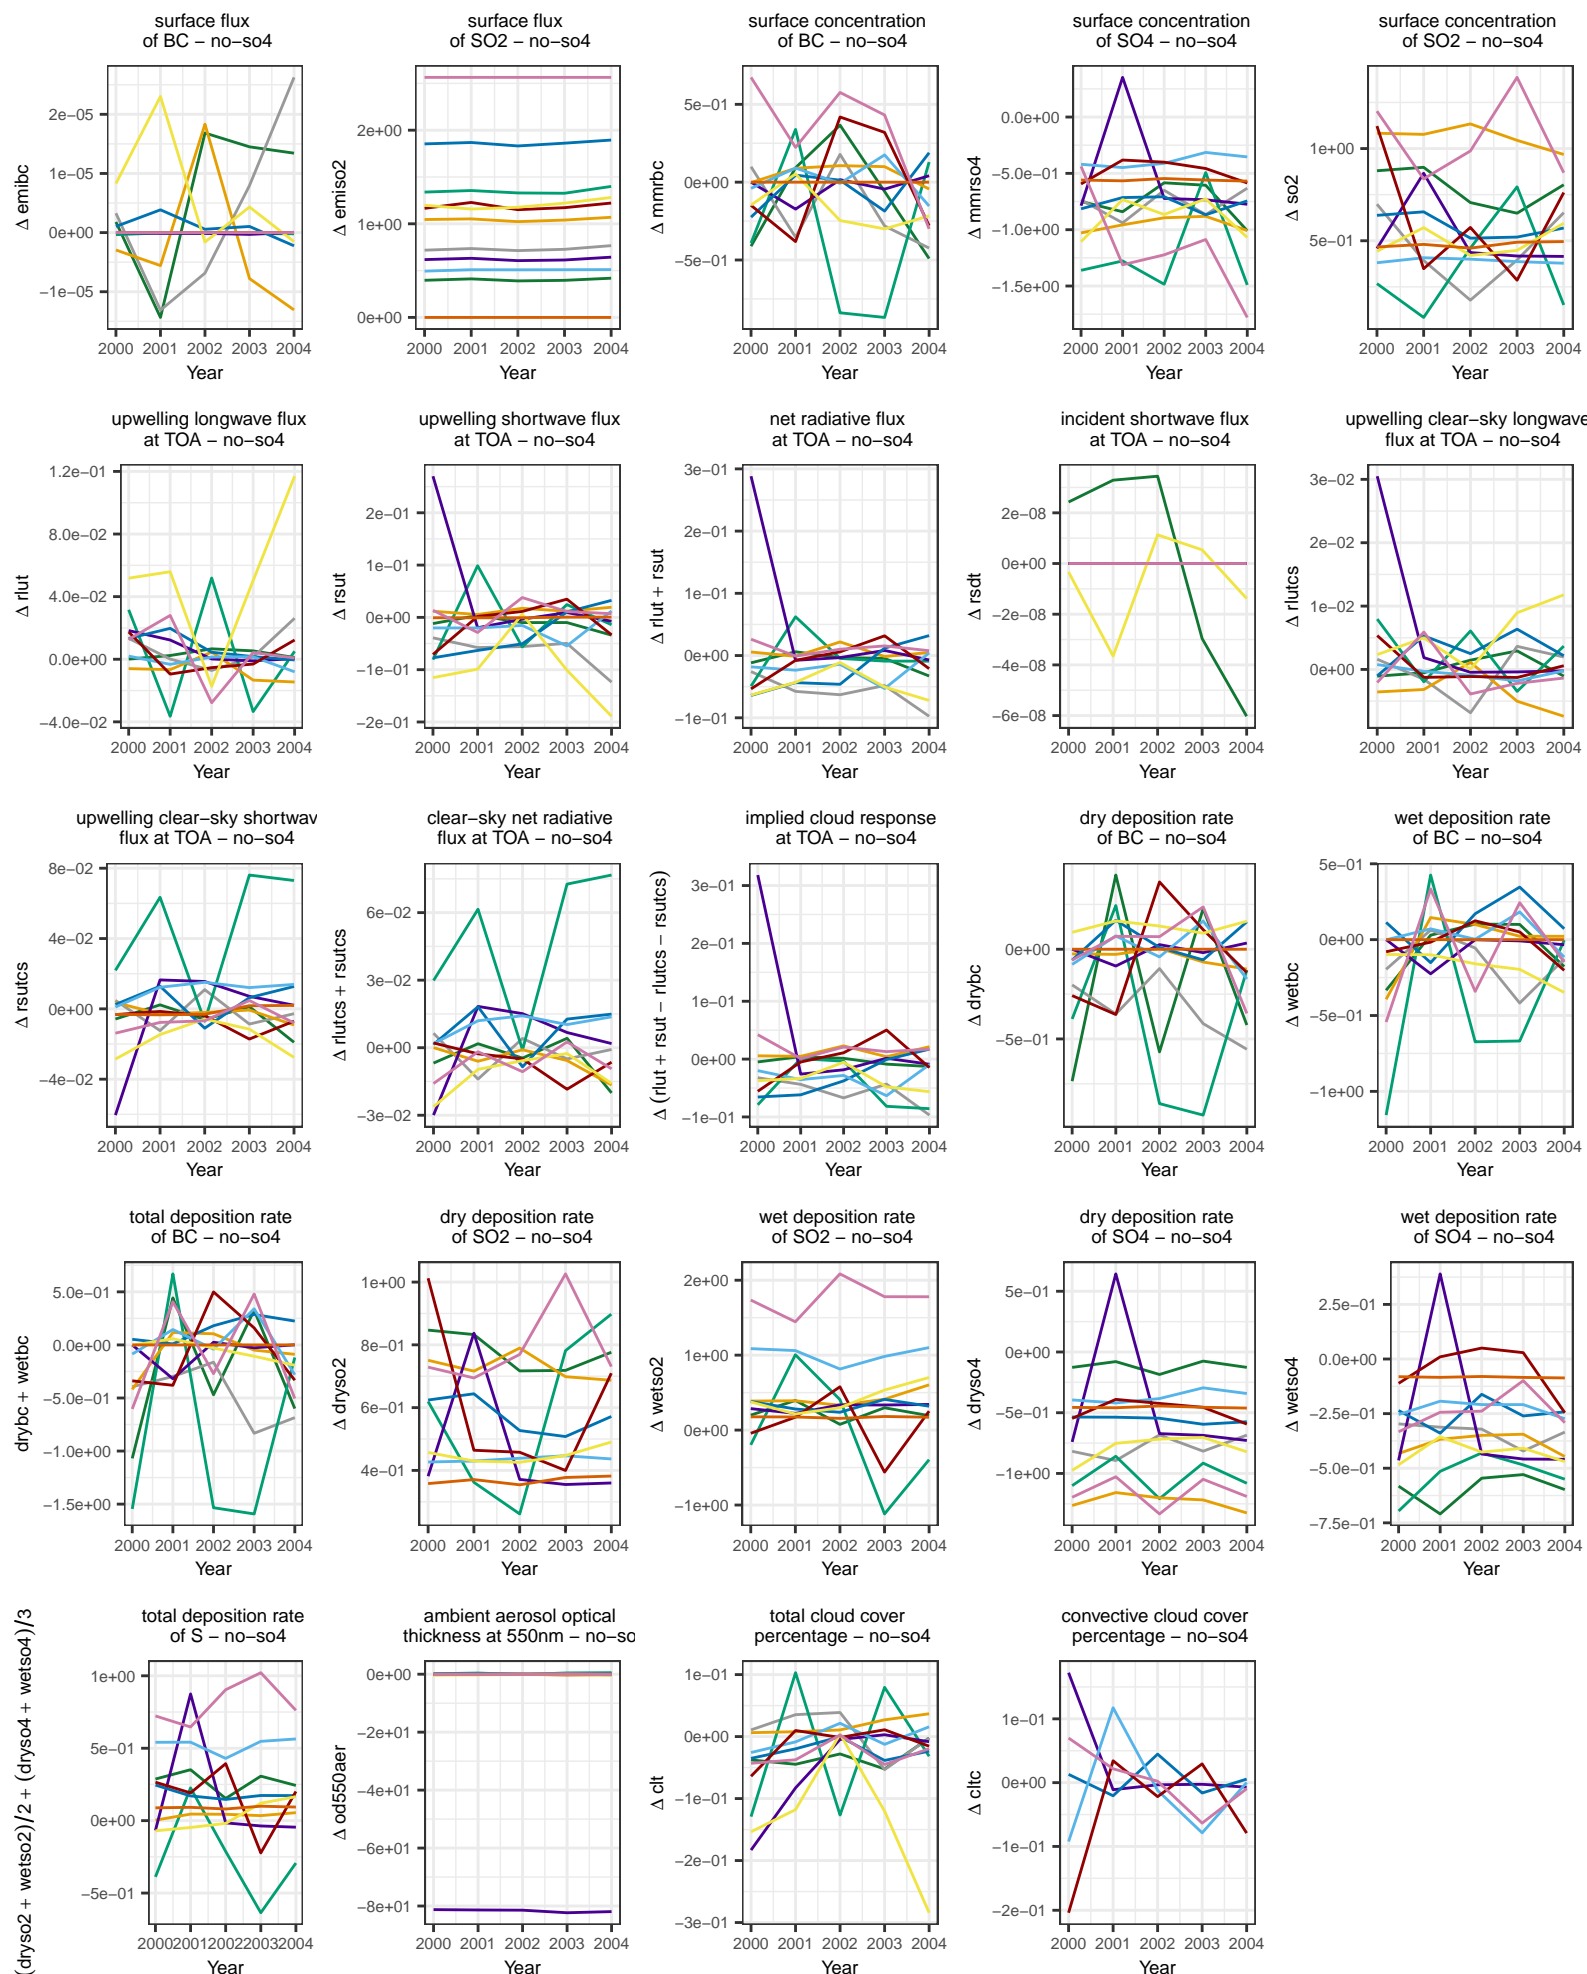 surface flux
of BC − no−so4
Δ emibc
2e−05
1e−05
0e+00
−1e−05
2000 2001 2002 2003 2004
Year
surface flux
of SO2 − no−so4
Δ emiso2
2e+00
1e+00
0e+00
2000 2001 2002 2003 2004
Year
surface concentration
of BC − no−so4
Δ mmrbc
5e−01
0e+00
−5e−01
2000 2001 2002 2003 2004
Year
surface concentration
of SO4 − no−so4
Δ mmrso4
0.0e+00
−5.0e−01
−1.0e+00
−1.5e+00
2000 2001 2002 2003 2004
Year
surface concentration
of SO2 − no−so4
Δ so2
1e+00
5e−01
2000 2001 2002 2003 2004
Year
upwelling longwave flux
at TOA − no−so4
Δ rlut
1.2e−01
8.0e−02
4.0e−02
0.0e+00
−4.0e−02
2000 2001 2002 2003 2004
Year
upwelling shortwave flux
at TOA − no−so4
Δ rsut
2e−01
1e−01
0e+00
−1e−01
−2e−01
2000 2001 2002 2003 2004
Year
net radiative flux
at TOA − no−so4
Δ rlut + rsut
3e−01
2e−01
1e−01
0e+00
−1e−01
2000 2001 2002 2003 2004
Year
incident shortwave flux
at TOA − no−so4
Δ rsdt
2e−08
0e+00
−2e−08
−4e−08
−6e−08
2000 2001 2002 2003 2004
Year
upwelling clear−sky longwave
flux at TOA − no−so4
Δ rlutcs
3e−02
2e−02
1e−02
0e+00
2000 2001 2002 2003 2004
Year
upwelling clear−sky shortwav
flux at TOA − no−so4
Δ rsutcs
8e−02
4e−02
0e+00
−4e−02
2000 2001 2002 2003 2004
Year
clear−sky net radiative
flux at TOA − no−so4
Δ rlutcs + rsutcs
6e−02
3e−02
0e+00
−3e−02
2000 2001 2002 2003 2004
Year
implied cloud response
at TOA − no−so4
Δ (rlut + rsut − rlutcs − rsutcs)
3e−01
2e−01
1e−01
0e+00
−1e−01
2000 2001 2002 2003 2004
Year
dry deposition rate
of BC − no−so4
Δ drybc
0e+00
−5e−01
2000 2001 2002 2003 2004
Year
wet deposition rate
of BC − no−so4
Δ wetbc
5e−01
0e+00
−5e−01
−1e+00
2000 2001 2002 2003 2004
Year
total deposition rate
of BC − no−so4
drybc + wetbc
5.0e−01
0.0e+00
−5.0e−01
−1.0e+00
−1.5e+00
2000 2001 2002 2003 2004
Year
dry deposition rate
of SO2 − no−so4
Δ dryso2
1e+00
8e−01
6e−01
4e−01
2000 2001 2002 2003 2004
Year
wet deposition rate
of SO2 − no−so4
Δ wetso2
2e+00
1e+00
0e+00
−1e+00
2000 2001 2002 2003 2004
Year
dry deposition rate
of SO4 − no−so4
Δ dryso4
5e−01
0e+00
−5e−01
−1e+00
2000 2001 2002 2003 2004
Year
wet deposition rate
of SO4 − no−so4
Δ wetso4
2.5e−01
0.0e+00
−2.5e−01
−5.0e−01
−7.5e−01
2000 2001 2002 2003 2004
Year
total deposition rate
of S − no−so4
(dryso2 + wetso2)/2 + (dryso4 + wetso4)/3
1e+00
5e−01
0e+00
−5e−01
2000 2001 2002 2003 2004
Year
ambient aerosol optical
thickness at 550nm − no−so
Δ od550aer
0e+00
−2e+01
−4e+01
−6e+01
−8e+01
2000 2001 2002 2003 2004
Year
total cloud cover
percentage − no−so4
Δ clt
1e−01
0e+00
−1e−01
−2e−01
−3e−01
2000 2001 2002 2003 2004
Year
convective cloud cover
percentage − no−so4
Δ cltc
1e−01
0e+00
−1e−01
−2e−01
2000 2001 2002 2003 2004
Year